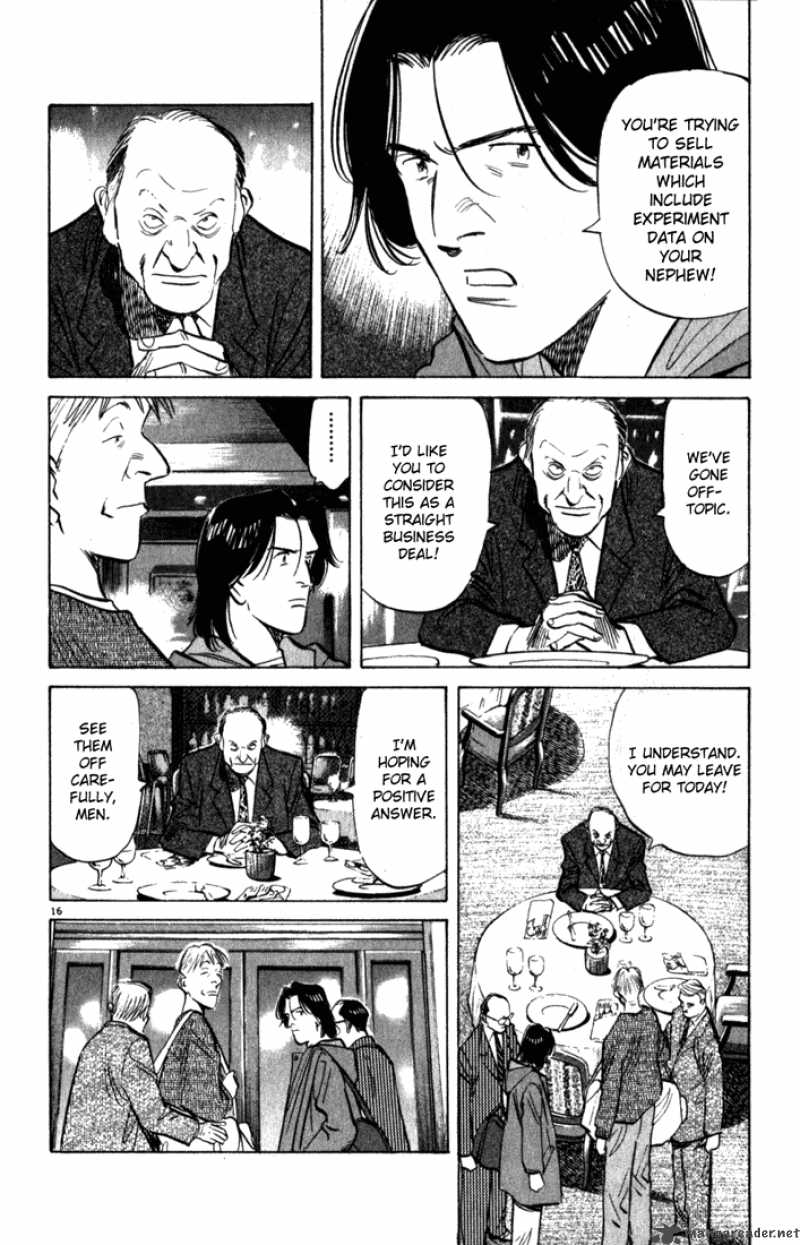 YOU'RE TRYING
TO SELL
MATERIALS
WHICH
INCLUDE
EXPERIMENT
DATA ON
YOUR
NEPHEW!
WE'VE
GONE
OFF-
TOPIC.
I'D LIKE
YOU TO
CONSIDER
THIS AS A
STRAIGHT
BUSINESS
DEAL!
.........
I UNDERSTAND.
YOU MAY LEAVE
FOR TODAY!
I'M
HOPING
FOR A
POSITIVE
ANSWER.
SEE
THEM
OFF
CARE-
FULLY,
MEN.
16
Mangareader.net